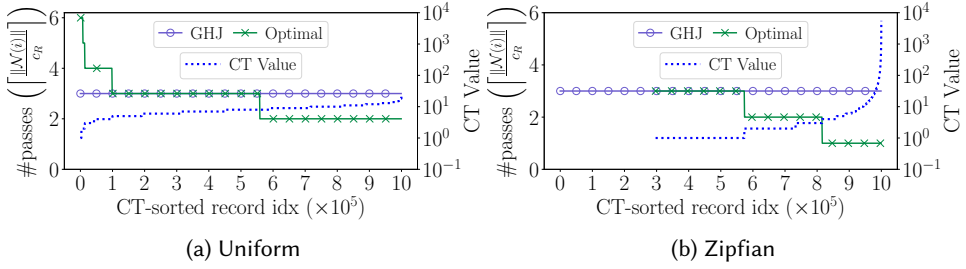 #passes (⌈‖𝒩(i)‖ / c_R⌉)
6
4
2
0
GHJ
Optimal
CT Value
10^4
10^3
10^2
10^1
10^0
10^-1
CT Value
0 1 2 3 4 5 6 7 8 9 10
CT-sorted record idx (×10^5)
(a) Uniform
#passes (⌈‖𝒩(i)‖ / c_R⌉)
6
4
2
0
GHJ
Optimal
CT Value
10^4
10^3
10^2
10^1
10^0
10^-1
CT Value
0 1 2 3 4 5 6 7 8 9 10
CT-sorted record idx (×10^5)
(b) Zipfian